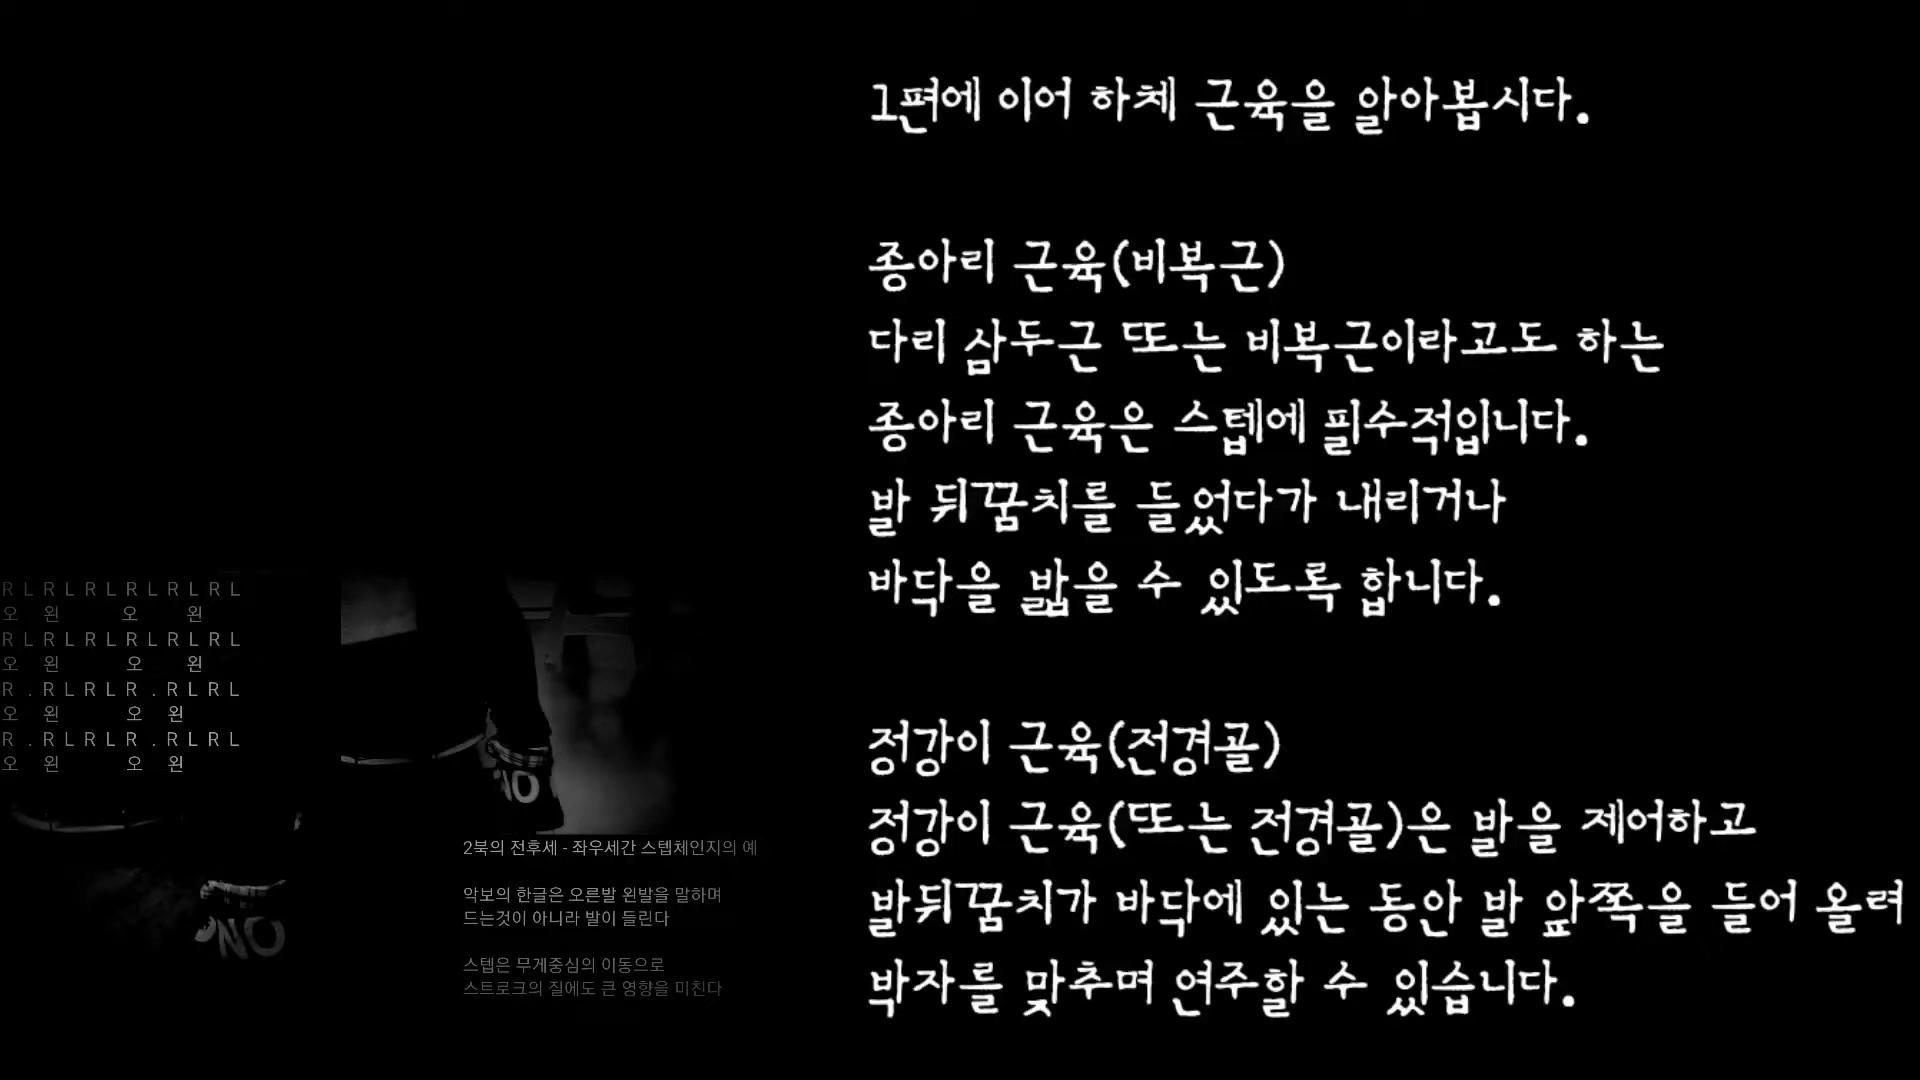 1편에 이어 하체 근육을 알아봅시다.
종아리 근육(비복근)
다리 삼두근 또는 비복근이라고도 하는
종아리 근육은 스텝에 필수적입니다.
발 뒤꿈치를 들었다가 내리거나
바닥을 밟을 수 있도록 합니다.
정강이 근육(전경골)
정강이 근육(또는 전경골)은 발을 제어하고
발뒤꿈치가 바닥에 있는 동안 발 앞쪽을 들어 올려
박자를 맞추며 연주할 수 있습니다.
R L R L R L R L R L R L
오 왼 오 왼
R L R L R L R L R L R L
오 왼 오 왼
R . R L R L R . R L R L
오 왼 오 왼
R . R L R L R . R L R L
오 왼 오 왼
NO
NO
2북의 전후세 - 좌우세간 스텝체인지의 예
악보의 한글은 오른발 왼발을 말하며
드는것이 아니라 발이 들린다
스텝은 무게중심의 이동으로
스트로크의 질에도 큰 영향을 미친다